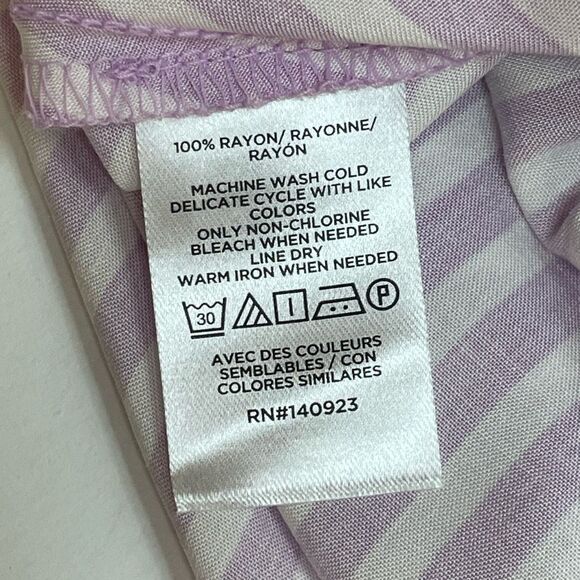 100% RAYON/ RAYONNE/
RAYÓN
MACHINE WASH COLD
DELICATE CYCLE WITH LIKE
COLORS
ONLY NON-CHLORINE
BLEACH WHEN NEEDED
LINE DRY
WARM IRON WHEN NEEDED
30 P
AVEC DES COULEURS
SEMBLABLES / CON
COLORES SIMILARES
RN#140923